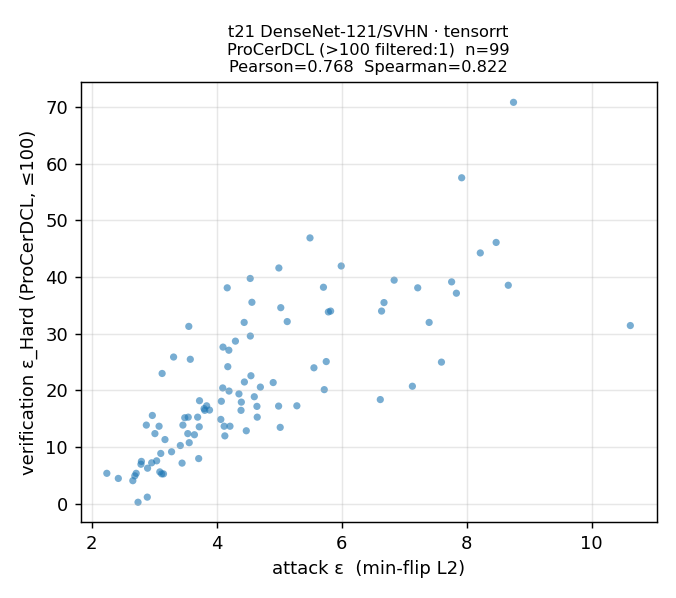 t21 DenseNet-121/SVHN · tensorrt
ProCerDCL (>100 filtered:1)  n=99
Pearson=0.768  Spearman=0.822
verification ε_Hard (ProCerDCL, ≤100)
70
60
50
40
30
20
10
0
2
4
6
8
10
attack ε  (min-flip L2)